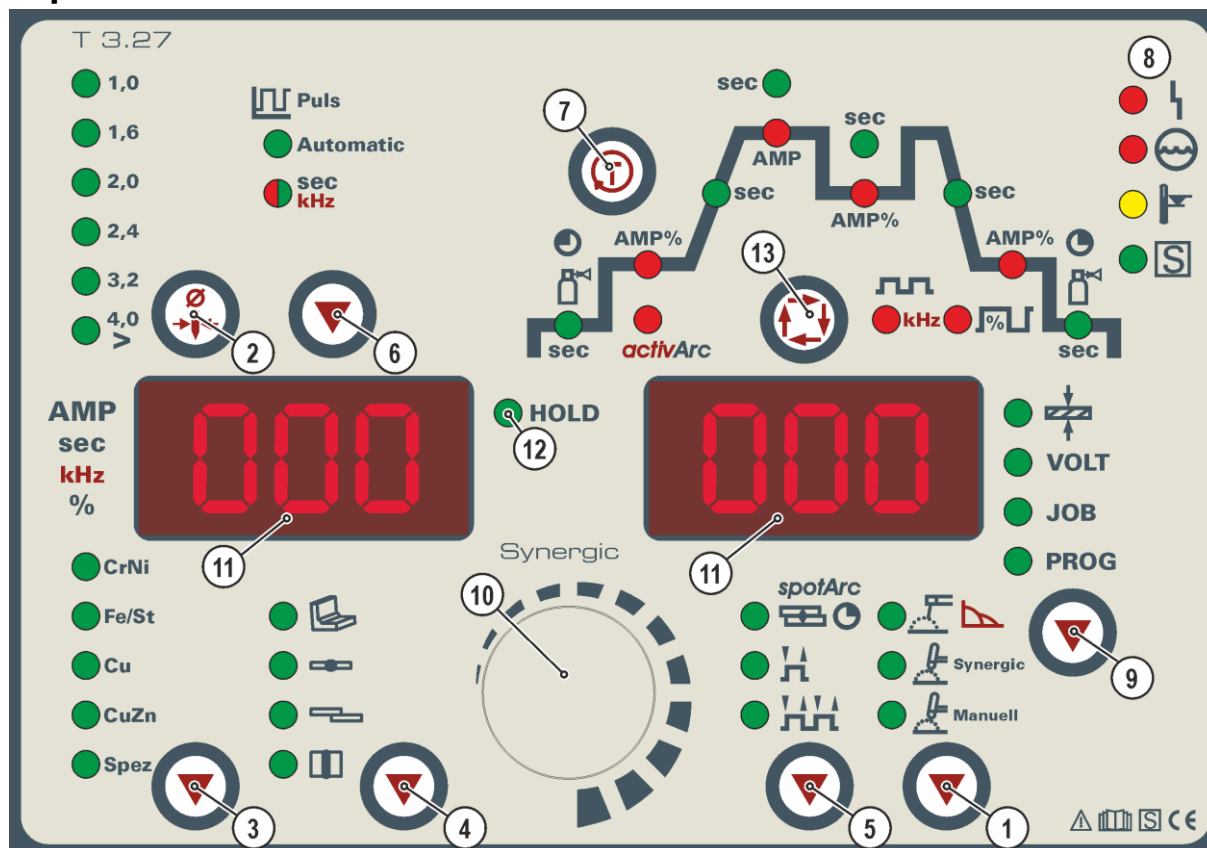 T 3.27
1,0
1,6
2,0
2,4
3,2
4,0
>
Puls
Automatic
sec
kHz
Ø
2
6
7
sec
AMP
sec
AMP%
sec
AMP%
sec
activArc
13
sec
AMP%
kHz
%
sec
8
S
AMP
sec
kHz
%
000
11
HOLD
12
000
11
VOLT
JOB
PROG
9
CrNi
Fe/St
Cu
CuZn
Spez
3
4
Synergic
10
spotArc
Synergic
Manuell
5
1
S CE